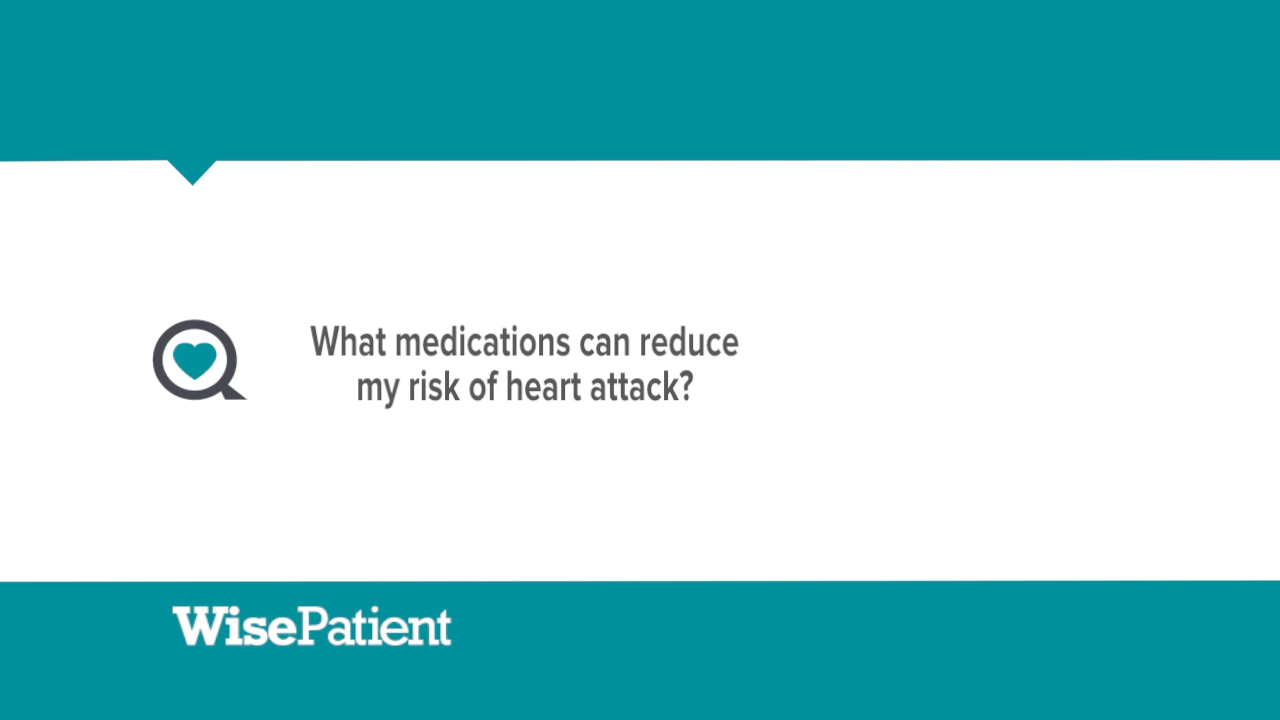 What medications can reduce
my risk of heart attack?
WisePatient